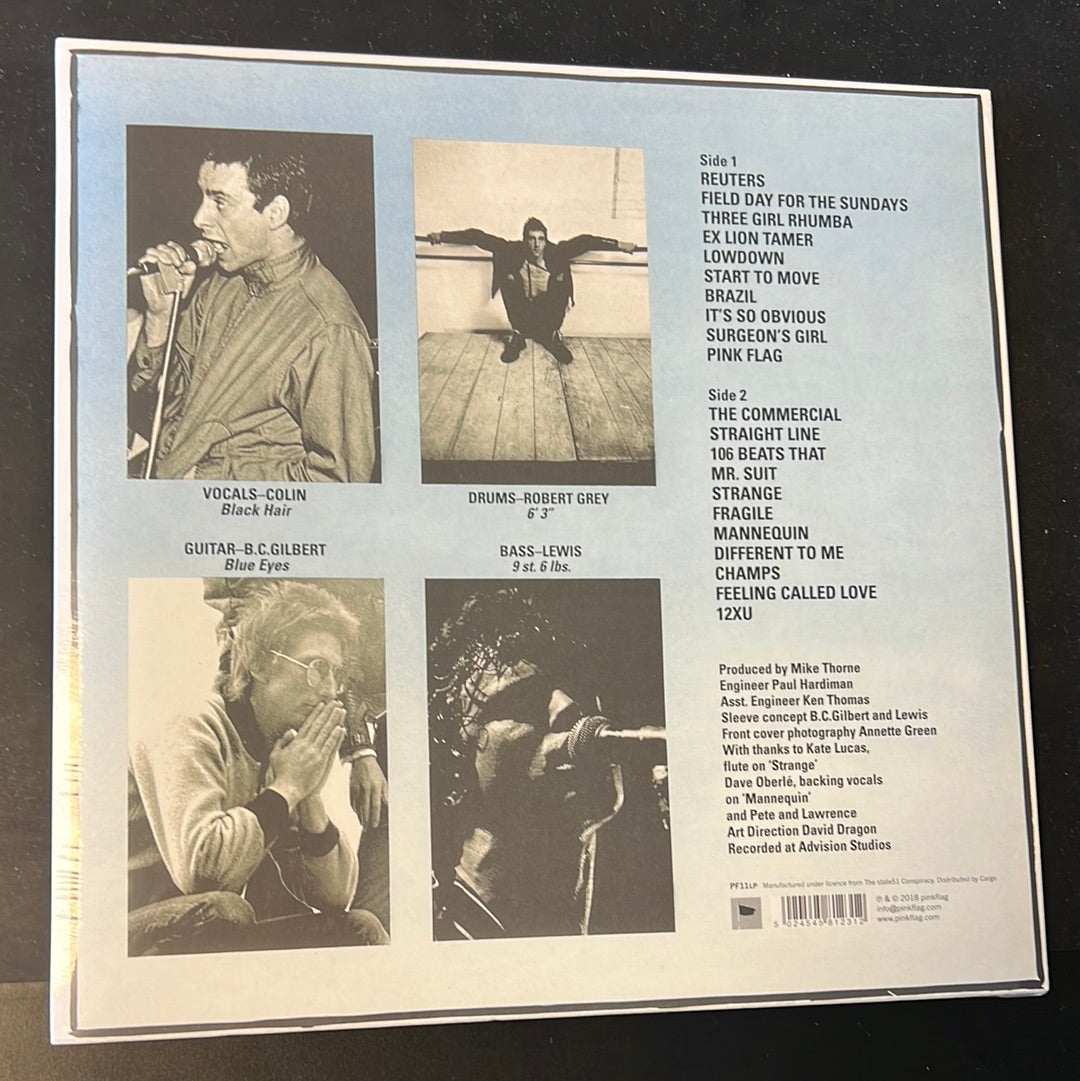 VOCALS–COLIN
Black Hair
DRUMS–ROBERT GREY
6' 3"
GUITAR–B.C.GILBERT
Blue Eyes
BASS–LEWIS
9 st. 6 lbs.
Side 1
REUTERS
FIELD DAY FOR THE SUNDAYS
THREE GIRL RHUMBA
EX LION TAMER
LOWDOWN
START TO MOVE
BRAZIL
IT'S SO OBVIOUS
SURGEON'S GIRL
PINK FLAG
Side 2
THE COMMERCIAL
STRAIGHT LINE
106 BEATS THAT
MR. SUIT
STRANGE
FRAGILE
MANNEQUIN
DIFFERENT TO ME
CHAMPS
FEELING CALLED LOVE
12XU
Produced by Mike Thorne
Engineer Paul Hardiman
Asst. Engineer Ken Thomas
Sleeve concept B.C.Gilbert and Lewis
Front cover photography Annette Green
With thanks to Kate Lucas,
flute on 'Strange'
Dave Oberlé, backing vocals
on 'Mannequin'
and Pete and Lawrence
Art Direction David Dragon
Recorded at Advision Studios
PF11LP Manufactured under licence from The state51 Conspiracy. Distributed by Cargo
5 024545 812312
℗ & © 2018 pinkflag
info@pinkflag.com
www.pinkflag.com